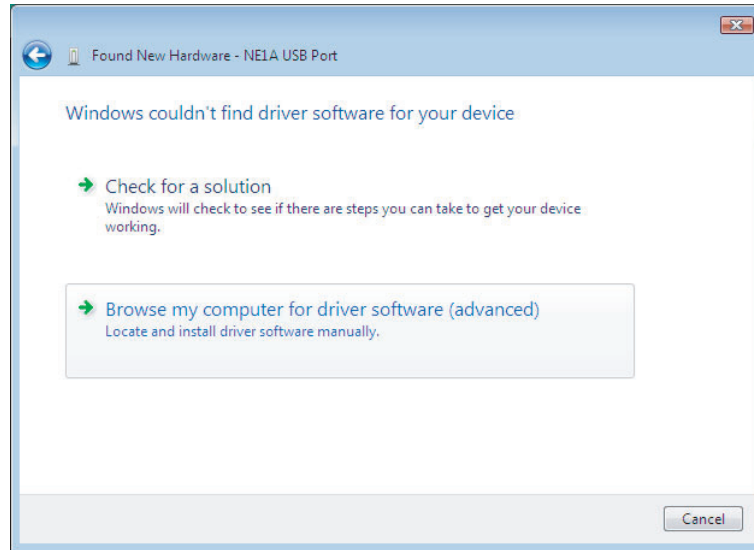 Found New Hardware - NE1A USB Port
Windows couldn't find driver software for your device
Check for a solution
Windows will check to see if there are steps you can take to get your device
working.
Browse my computer for driver software (advanced)
Locate and install driver software manually.
Cancel